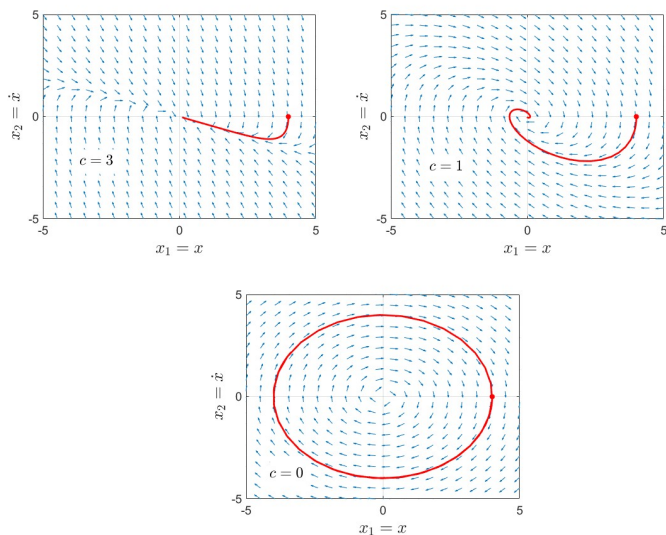 5
0
-5
-5
0
5
x₂ = ẋ
x₁ = x
c = 3
5
0
-5
-5
0
5
x₂ = ẋ
x₁ = x
c = 1
5
0
-5
-5
0
5
x₂ = ẋ
x₁ = x
c = 0